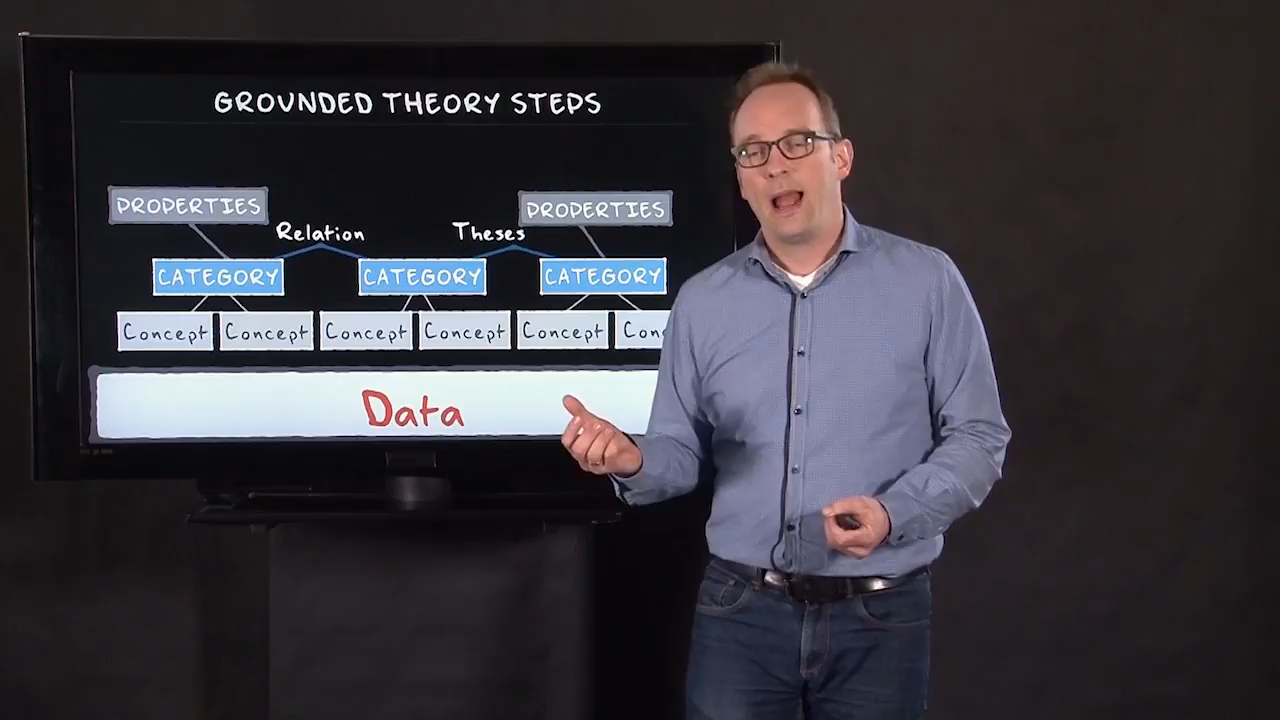 GROUNDED THEORY STEPS
PROPERTIES
PROPERTIES
Relation
Theses
CATEGORY
CATEGORY
CATEGORY
Concept
Concept
Concept
Concept
Concept
Data